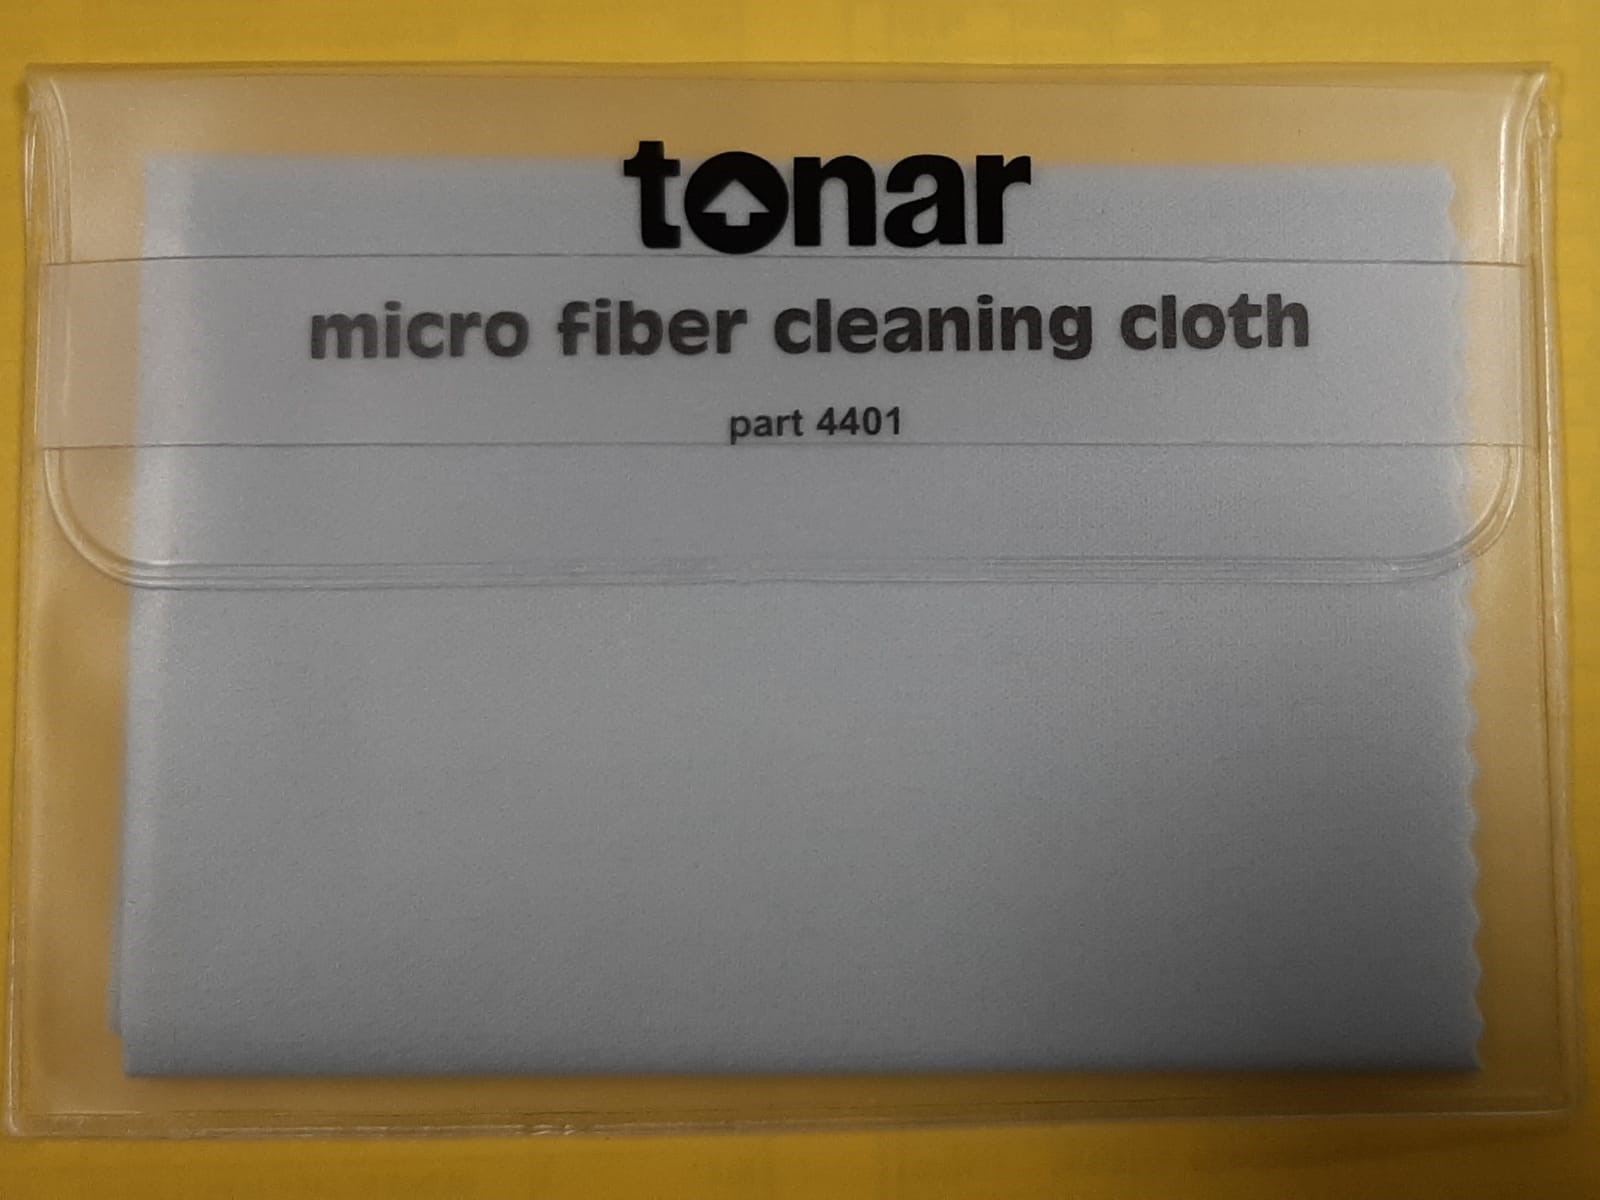 tonar
micro fiber cleaning cloth
part 4401